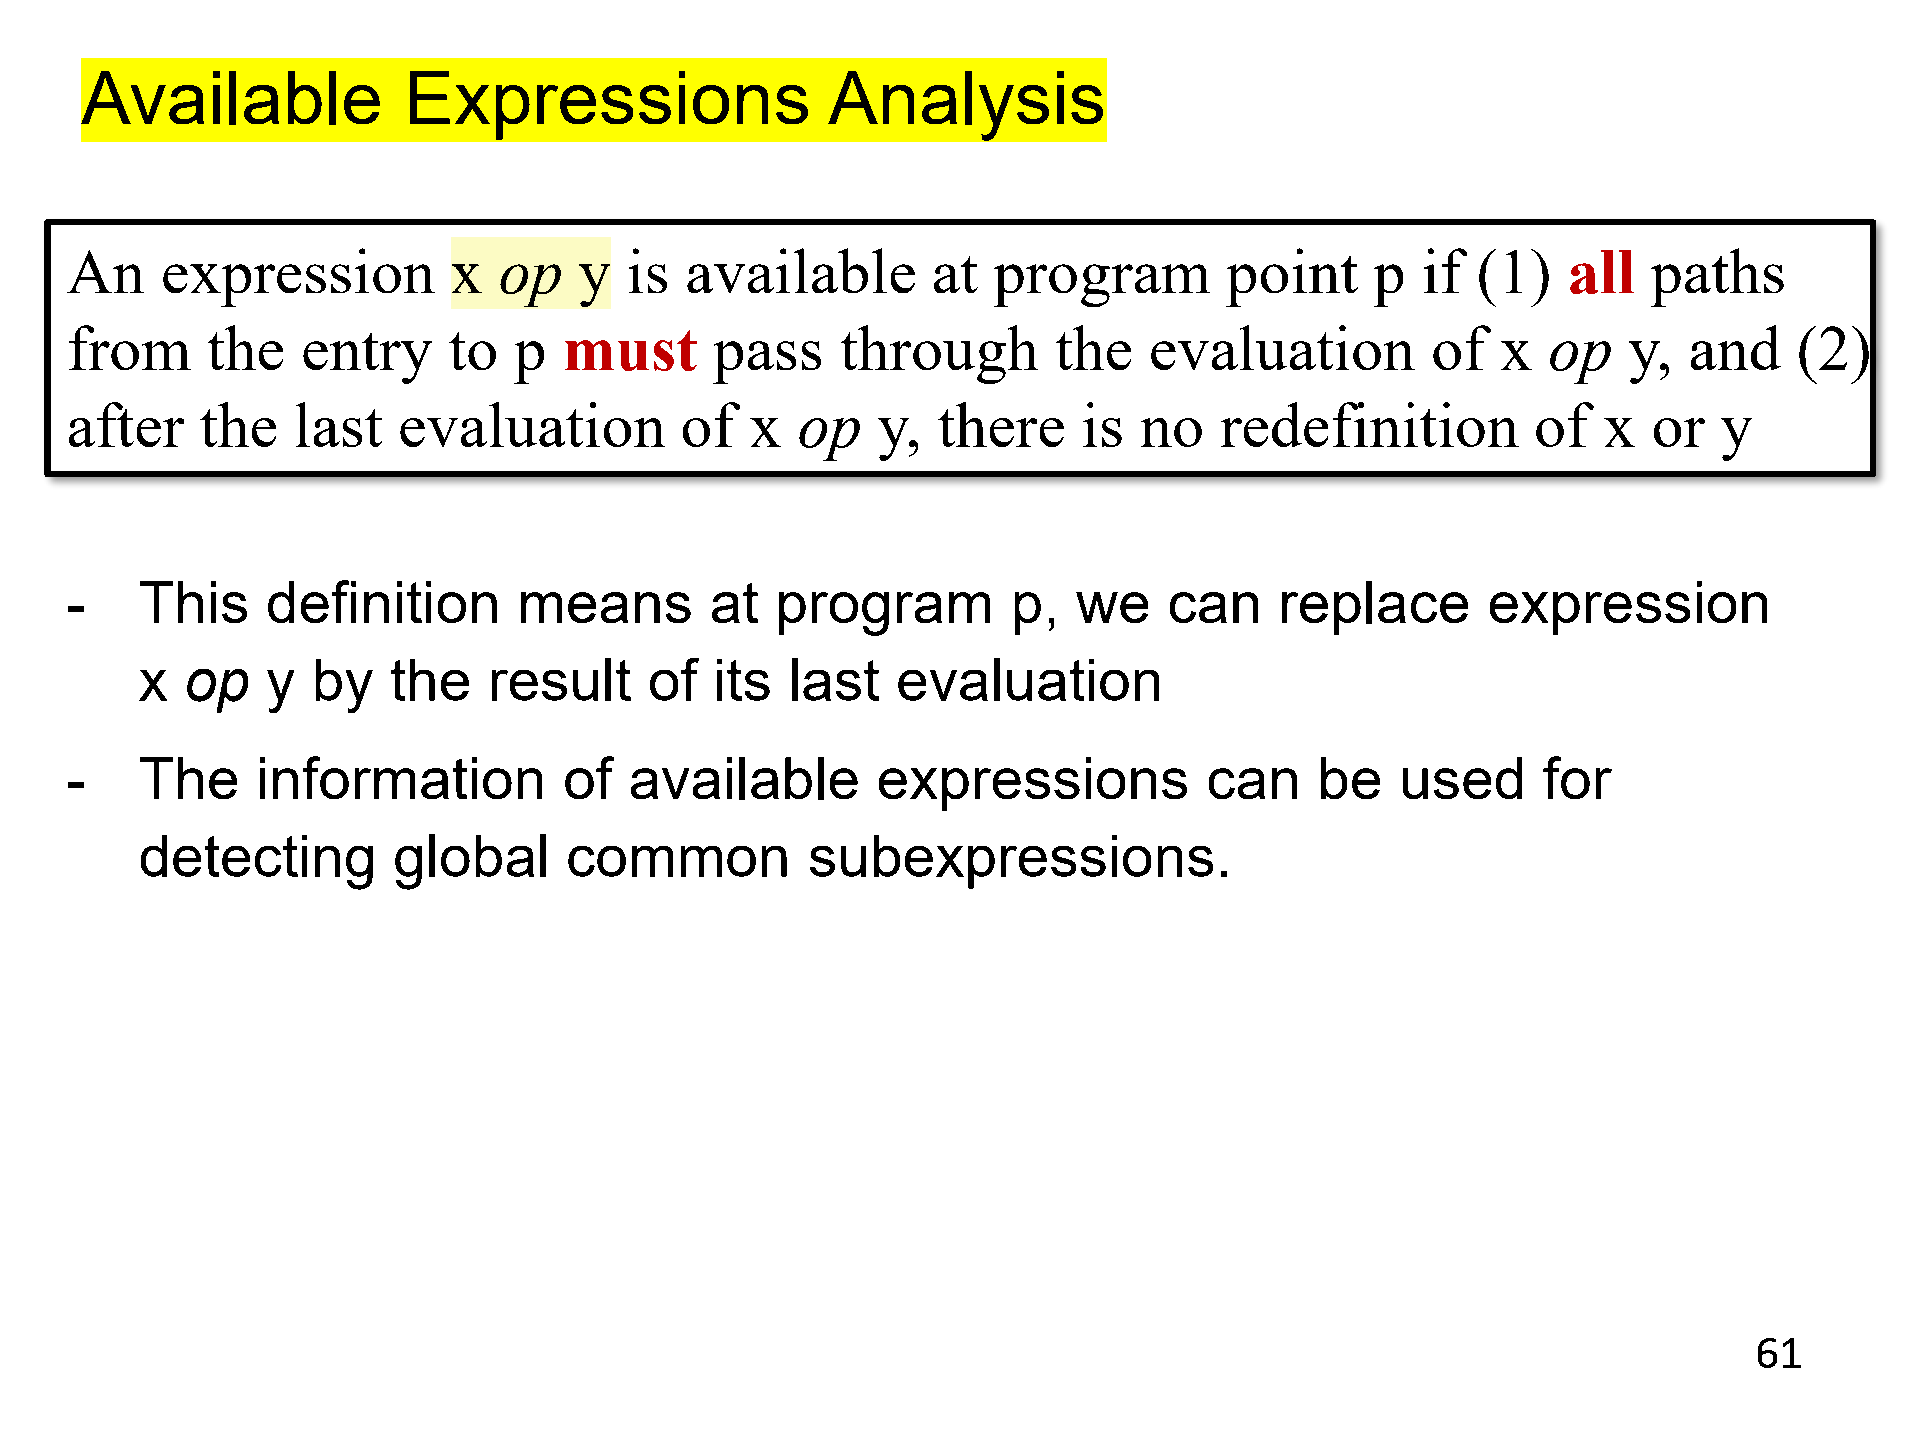 Available Expressions Analysis
An expression x op y is available at program point p if (1) all paths
from the entry to p must pass through the evaluation of x op y, and (2)
after the last evaluation of x op y, there is no redefinition of x or y
- This definition means at program p, we can replace expression
x op y by the result of its last evaluation
- The information of available expressions can be used for
detecting global common subexpressions.
61